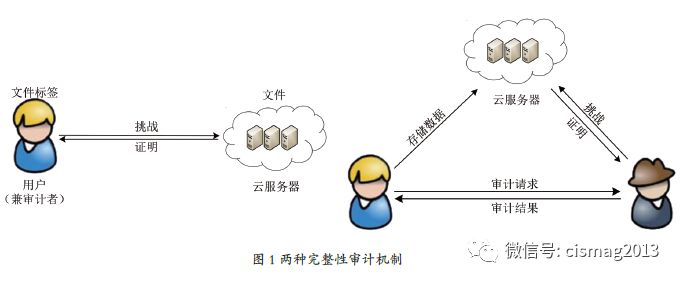 文件标签
用户
（兼审计者）
挑战
证明
文件
云服务器
云服务器
存储数据
挑战
证明
审计请求
审计结果
图 1 两种完整性审计机制
微信号: cismag2013